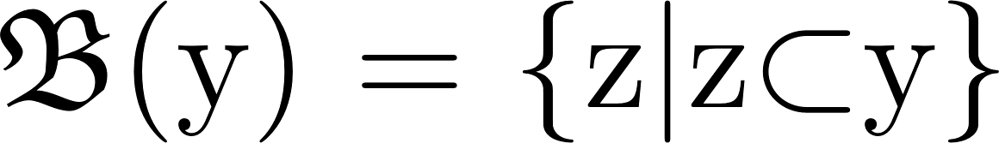 𝔅(y) = {z|z⊂y}